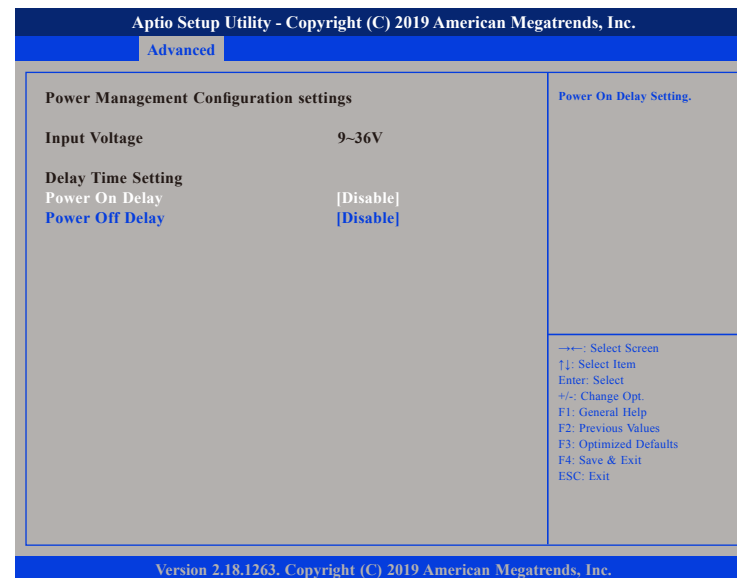 Aptio Setup Utility - Copyright (C) 2019 American Megatrends, Inc.
Advanced
Power Management Configuration settings
Input Voltage 9~36V
Delay Time Setting
Power On Delay [Disable]
Power Off Delay [Disable]
Power On Delay Setting.
→←: Select Screen
↑↓: Select Item
Enter: Select
+/-: Change Opt.
F1: General Help
F2: Previous Values
F3: Optimized Defaults
F4: Save & Exit
ESC: Exit
Version 2.18.1263. Copyright (C) 2019 American Megatrends, Inc.